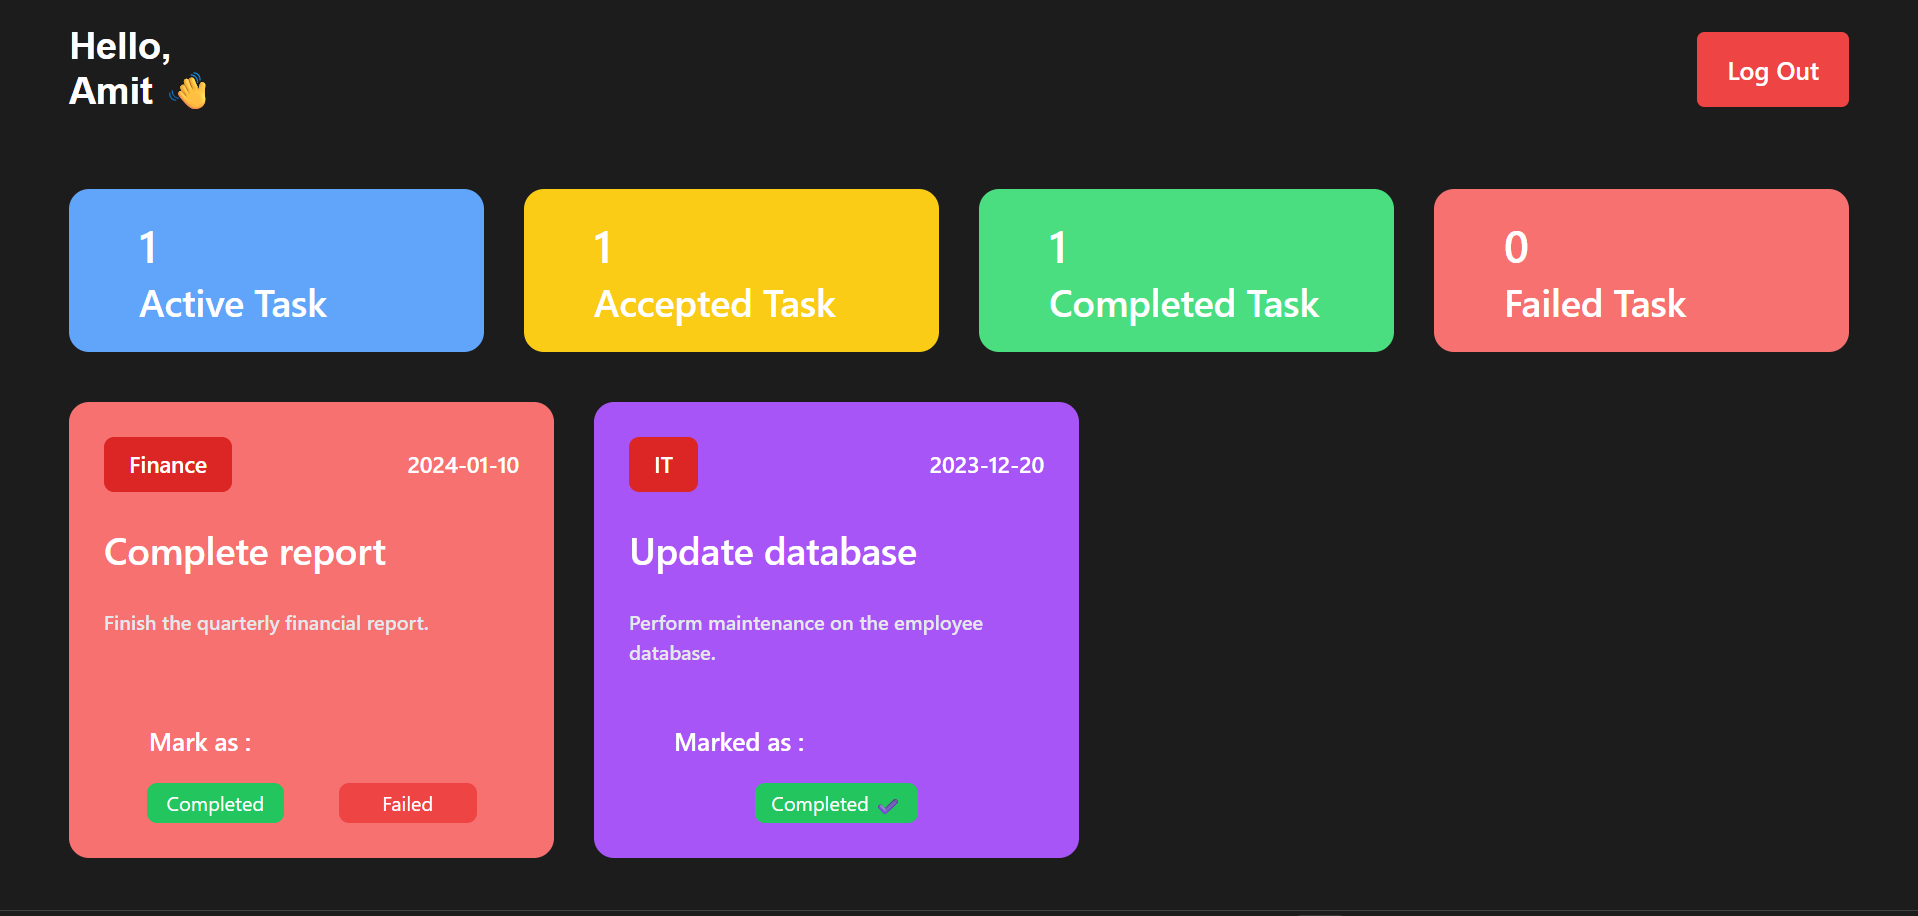 Hello,
Amit 👋
Log Out
1
Active Task
1
Accepted Task
1
Completed Task
0
Failed Task
Finance
2024-01-10
Complete report
Finish the quarterly financial report.
Mark as :
Completed
Failed
IT
2023-12-20
Update database
Perform maintenance on the employee
database.
Marked as :
Completed ✔